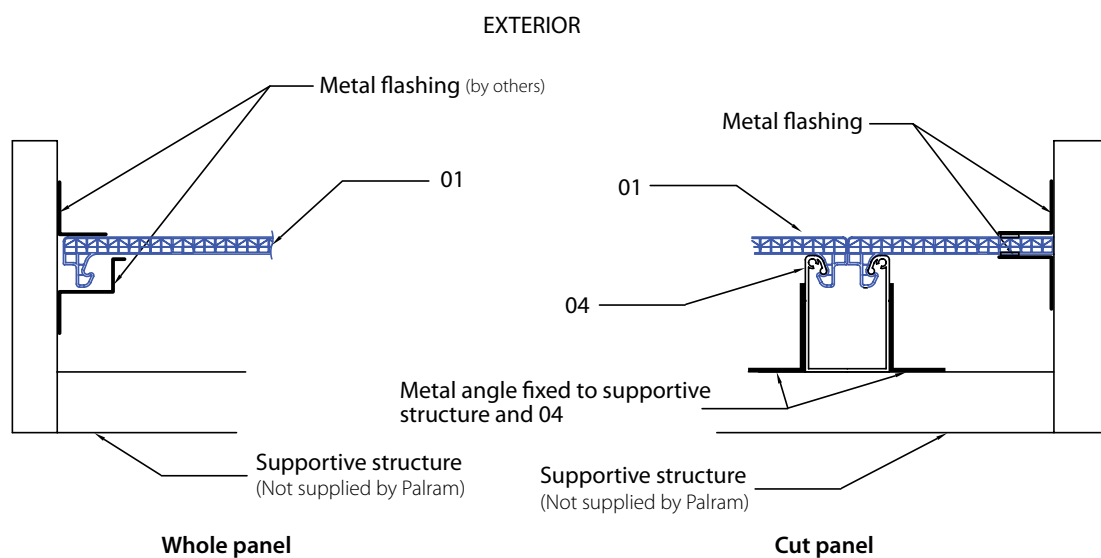 EXTERIOR
Metal flashing (by others)
Metal flashing
01
01
04
Metal angle fixed to supportive
structure and 04
Supportive structure
(Not supplied by Palram)
Supportive structure
(Not supplied by Palram)
Whole panel
Cut panel